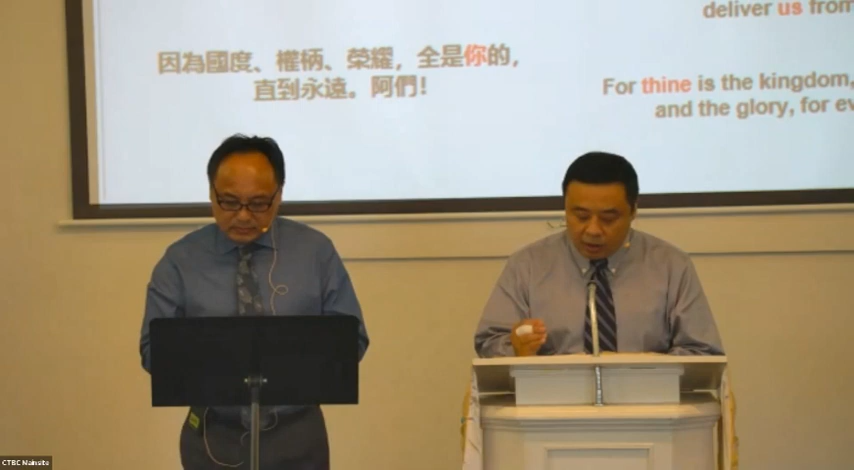 deliver us from
因為國度、權柄、榮耀，全是你的，
直到永遠。阿們！
For thine is the kingdom,
and the glory, for ev
CTBC Mainsite